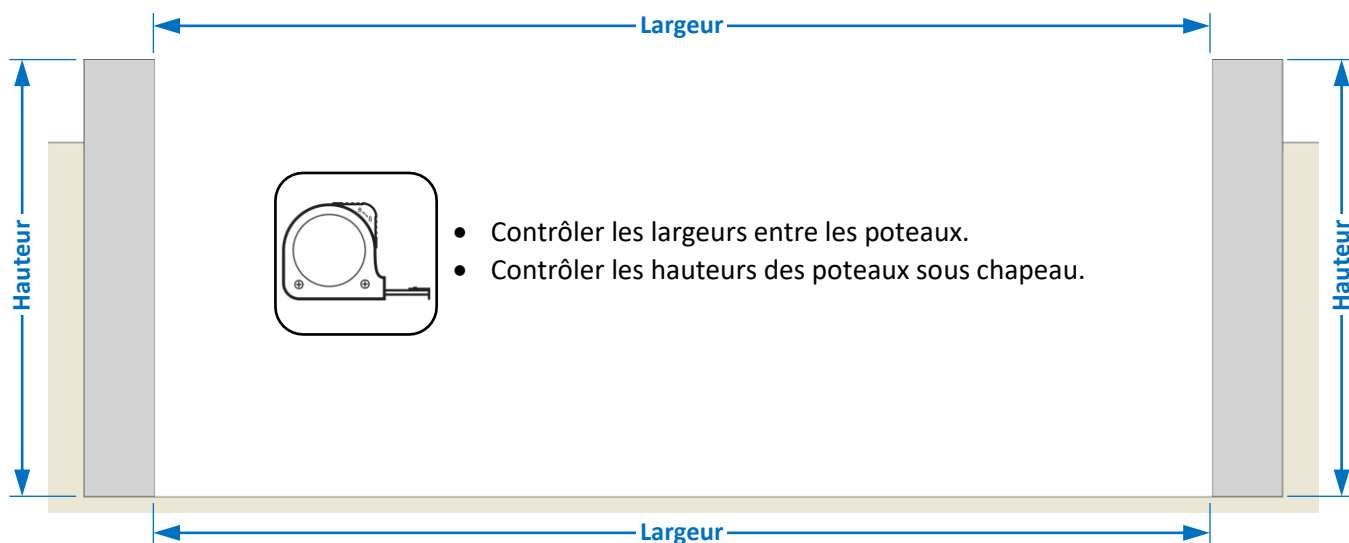 Largeur
Hauteur
• Contrôler les largeurs entre les poteaux.
• Contrôler les hauteurs des poteaux sous chapeau.
Hauteur
Largeur